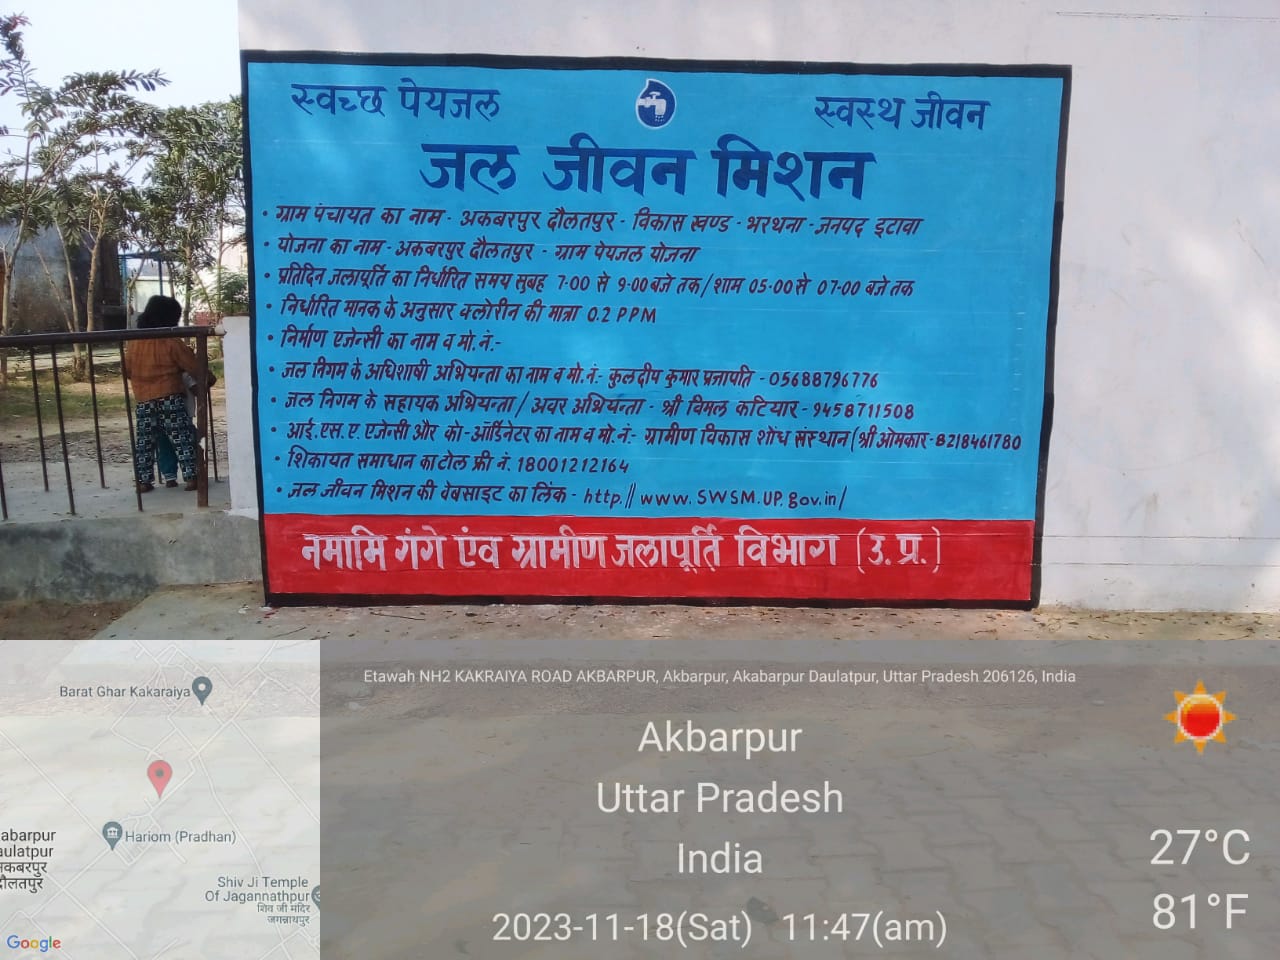 स्वच्छ पेयजल
स्वस्थ जीवन
जल जीवन मिशन
• ग्राम पंचायत का नाम - अकबरपुर दौलतपुर - विकास खण्ड - भरथना - जनपद इटावा
• योजना का नाम - अकबरपुर दौलतपुर - ग्राम पेयजल योजना
• प्रतिदिन जलापूर्ति का निर्धारित समय सुबह 7·00 से 9·00 बजे तक / शाम 05·00 से 07·00 बजे तक
• निर्धारित मानक के अनुसार क्लोरीन की मात्रा 0.2 PPM
• निर्माण एजेन्सी का नाम व मो.नं.-
• जल निगम के अधिशाषी अभियन्ता का नाम व मो.नं- कुलदीप कुमार प्रजापति - 05688796776
• जल निगम के सहायक अभियन्ता / अवर अभियन्ता - श्री विमल कटियार - 9458711508
• आई.एस.ए. एजेन्सी और को-ऑर्डिनेटर का नाम व मो.नं- ग्रामीण विकास शोध संस्थान (श्री ओमकार - 8218461780
• शिकायत समाधान का टोल फ्री नं. 18001212164
• जल जीवन मिशन की वेबसाइट का लिंक - http.// www. SWSM.UP.gov.in/
नमामि गंगे एंव ग्रामीण जलापूर्ति विभाग (उ.प्र.)
Etawah NH2 KAKRAIYA ROAD AKBARPUR, Akbarpur, Akabarpur Daulatpur, Uttar Pradesh 206126, India
Akbarpur
Uttar Pradesh
India
2023-11-18(Sat) 11:47(am)
27°C
81°F
Barat Ghar Kakaraiya
Hariom (Pradhan)
abarpur
aulatpur
अकबरपुर
दौलतपुर
Shiv Ji Temple
Of Jagannathpur
शिव जी मंदिर
जगन्नाथपुर
Google